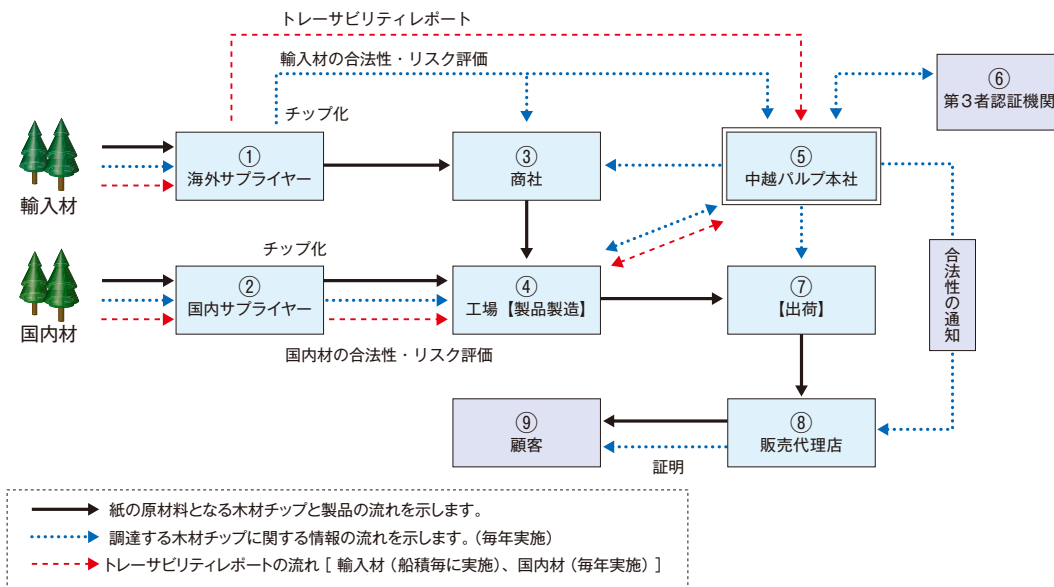 トレーサビリティレポート
輸入材の合法性・リスク評価
チップ化
⑥
第3者認証機関
①
海外サプライヤー
③
商社
⑤
中越パルプ本社
輸入材
チップ化
②
国内サプライヤー
④
工場【製品製造】
⑦
【出荷】
合法性の通知
国内材
国内材の合法性・リスク評価
⑨
顧客
⑧
販売代理店
証明
紙の原材料となる木材チップと製品の流れを示します。
調達する木材チップに関する情報の流れを示します。(毎年実施)
トレーサビリティレポートの流れ [ 輸入材(船積毎に実施)、国内材(毎年実施) ]